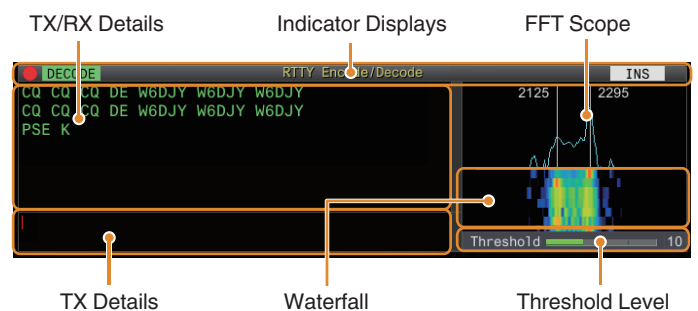 TX/RX Details
Indicator Displays
FFT Scope
DECODE
RTTY Encode/Decode
INS
CQ CQ CQ DE W6DJY W6DJY W6DJY
CQ CQ CQ DE W6DJY W6DJY W6DJY
PSE K
2125
2295
Threshold
10
TX Details
Waterfall
Threshold Level